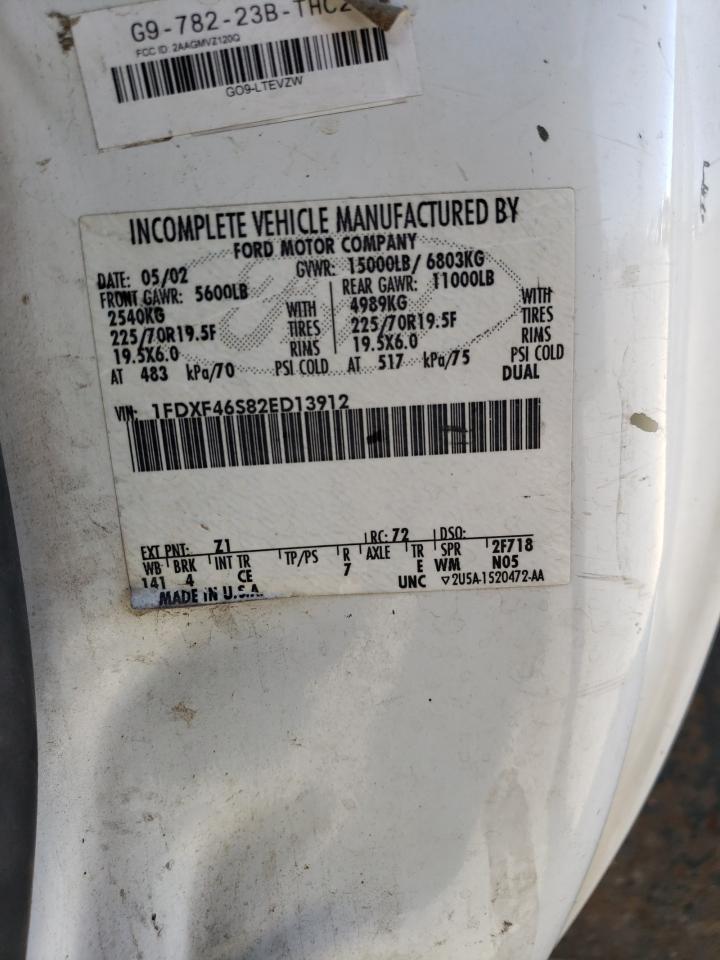 G9-782-23B-THC2
FCC ID: 2AAGMVZ120Q
GO9-LTEVZW
INCOMPLETE VEHICLE MANUFACTURED BY
FORD MOTOR COMPANY
DATE: 05/02 GVWR: 15000LB/ 6803KG
FRONT GAWR: 5600LB REAR GAWR: 11000LB
2540KG WITH 4989KG WITH
225/70R19.5F TIRES 225/70R19.5F TIRES
19.5X6.0 RIMS 19.5X6.0 RIMS
AT 483 kPa/70 PSI COLD AT 517 kPa/75 PSI COLD
DUAL
VIN: 1FDXF46S82ED13912
EXT PNT: Z1 RC: 72 DSO:
WB BRK INT TR TP/PS R AXLE TR SPR 2F718
141 4 CE 7 E WM N05
MADE IN U.S.A. UNC ▽2U5A-1520472-AA